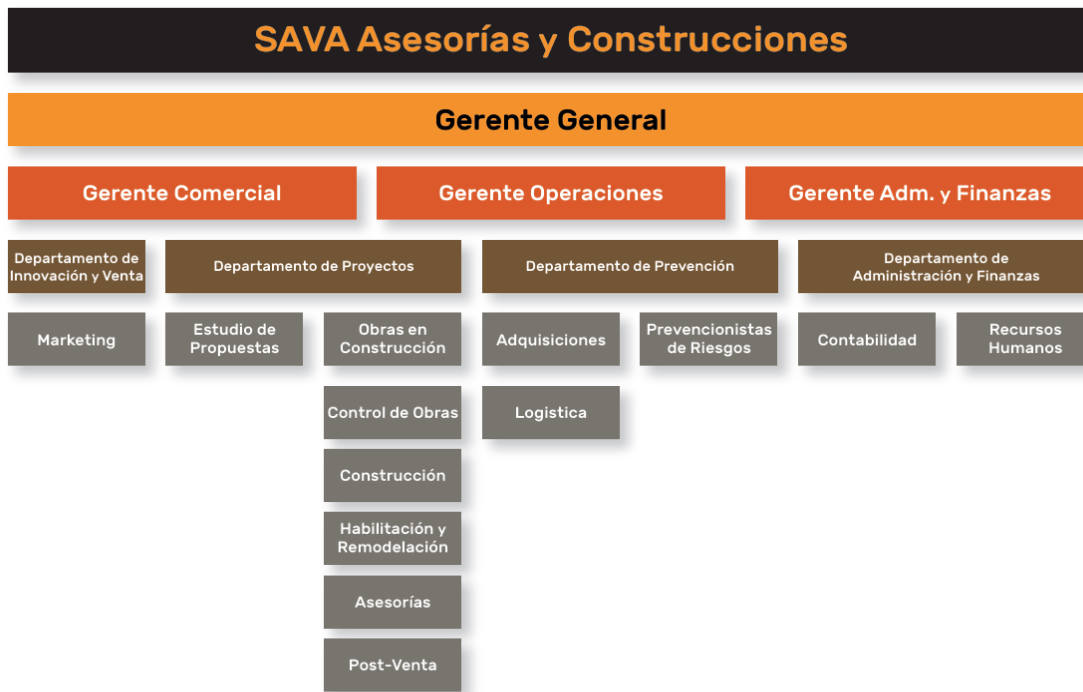 SAVA Asesorías y Construcciones
Gerente General
Gerente Comercial
Gerente Operaciones
Gerente Adm. y Finanzas
Departamento de
Innovación y Venta
Departamento de Proyectos
Departamento de Prevención
Departamento de
Administración y Finanzas
Marketing
Estudio de
Propuestas
Obras en
Construcción
Adquisiciones
Prevencionistas
de Riesgos
Contabilidad
Recursos
Humanos
Control de Obras
Logistica
Construcción
Habilitación y
Remodelación
Asesorías
Post-Venta